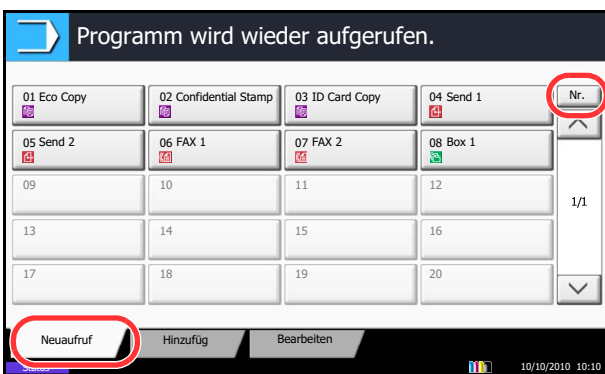 Programm wird wieder aufgerufen.
01 Eco Copy
02 Confidential Stamp
03 ID Card Copy
04 Send 1
Nr.
05 Send 2
06 FAX 1
07 FAX 2
08 Box 1
09
10
11
12
1/1
13
14
15
16
17
18
19
20
Neuaufruf
Hinzufüg
Bearbeiten
Status
10/10/2010 10:10